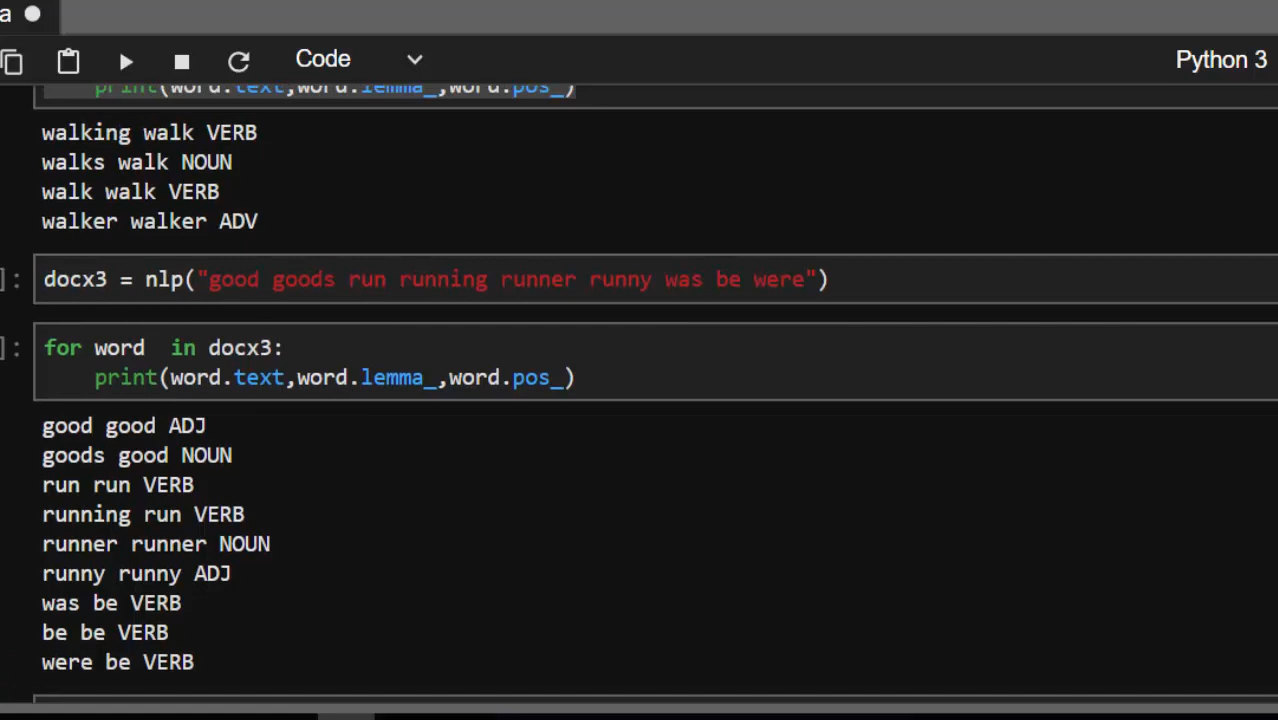 a
Code
Python 3
print(word.text,word.lemma_,word.pos_)
walking walk VERB
walks walk NOUN
walk walk VERB
walker walker ADV
]: docx3 = nlp("good goods run running runner runny was be were")
]: for word  in docx3:
    print(word.text,word.lemma_,word.pos_)
good good ADJ
goods good NOUN
run run VERB
running run VERB
runner runner NOUN
runny runny ADJ
was be VERB
be be VERB
were be VERB